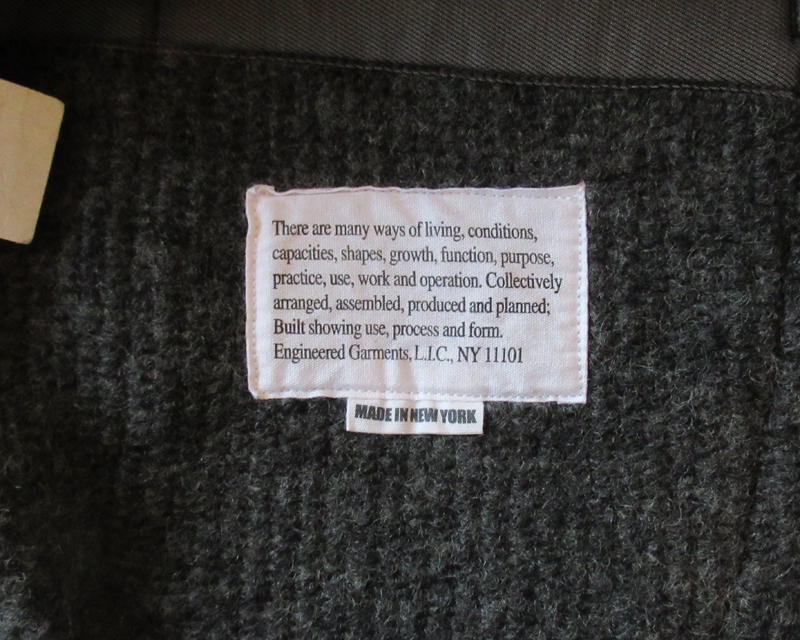 There are many ways of living, conditions,
capacities, shapes, growth, function, purpose,
practice, use, work and operation. Collectively
arranged, assembled, produced and planned;
Built showing use, process and form.
Engineered Garments, L.I.C., NY 11101
MADE IN NEW YORK